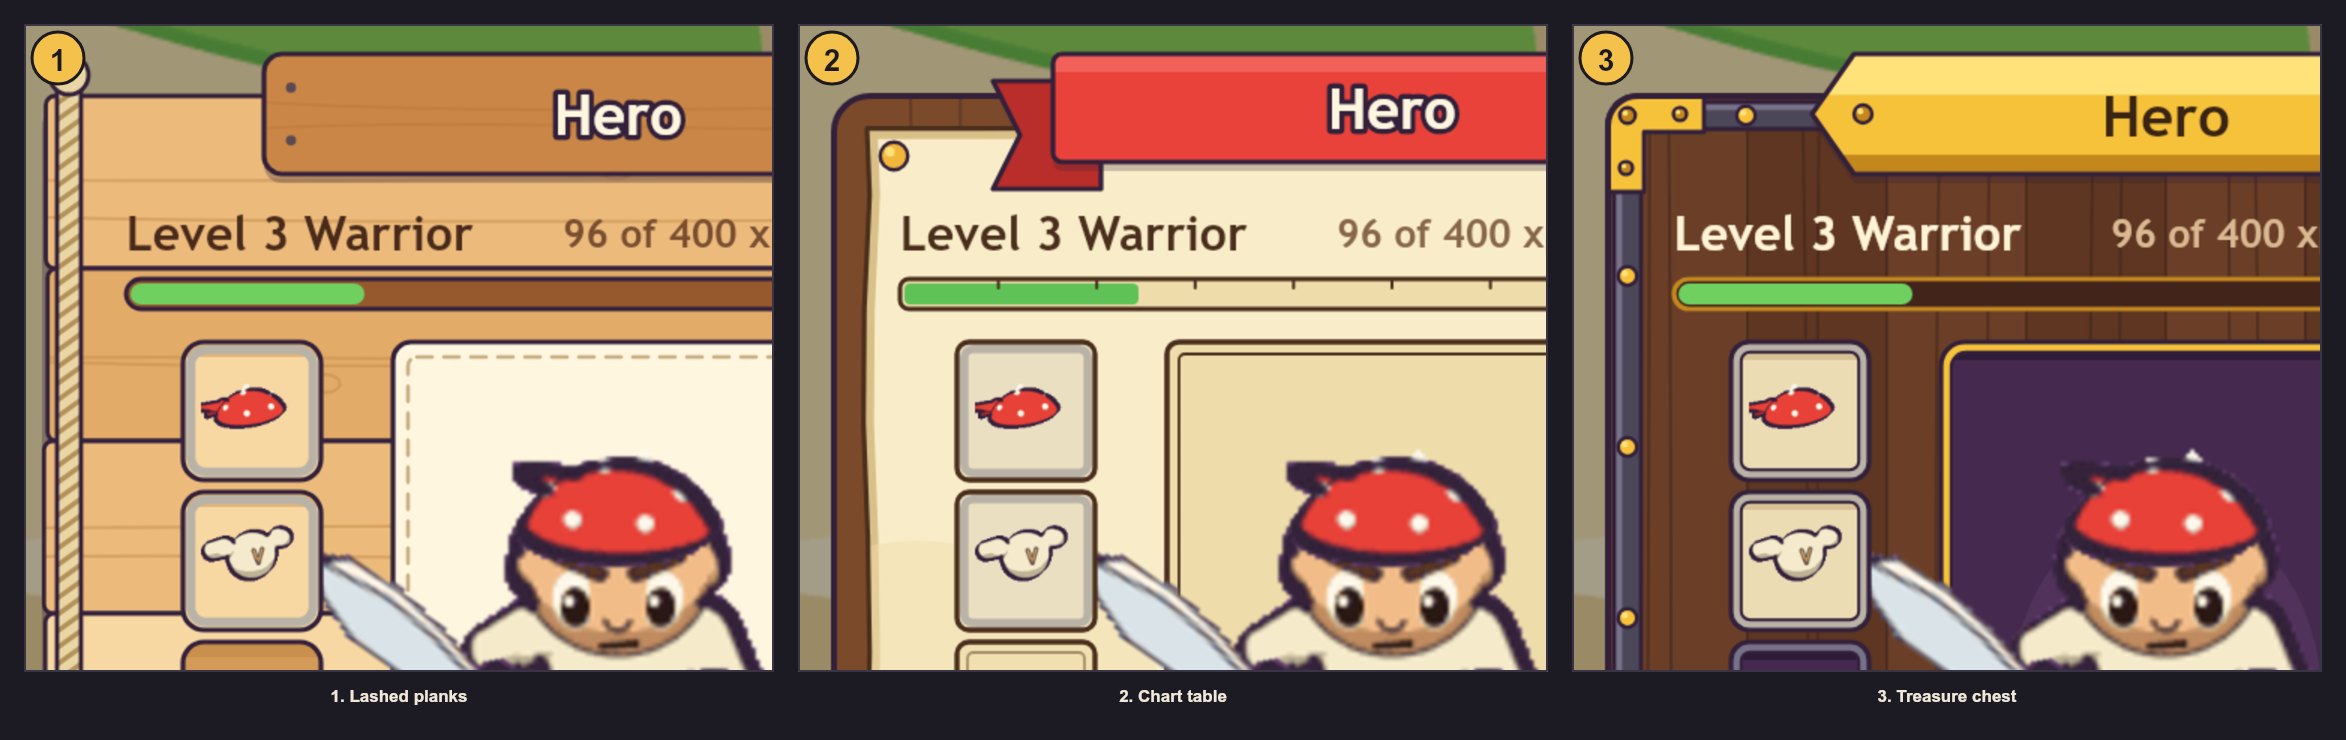 1
Hero
Level 3 Warrior
96 of 400 x
V
1. Lashed planks
2
Hero
Level 3 Warrior
96 of 400 x
V
2. Chart table
3
Hero
Level 3 Warrior
96 of 400 x
V
3. Treasure chest